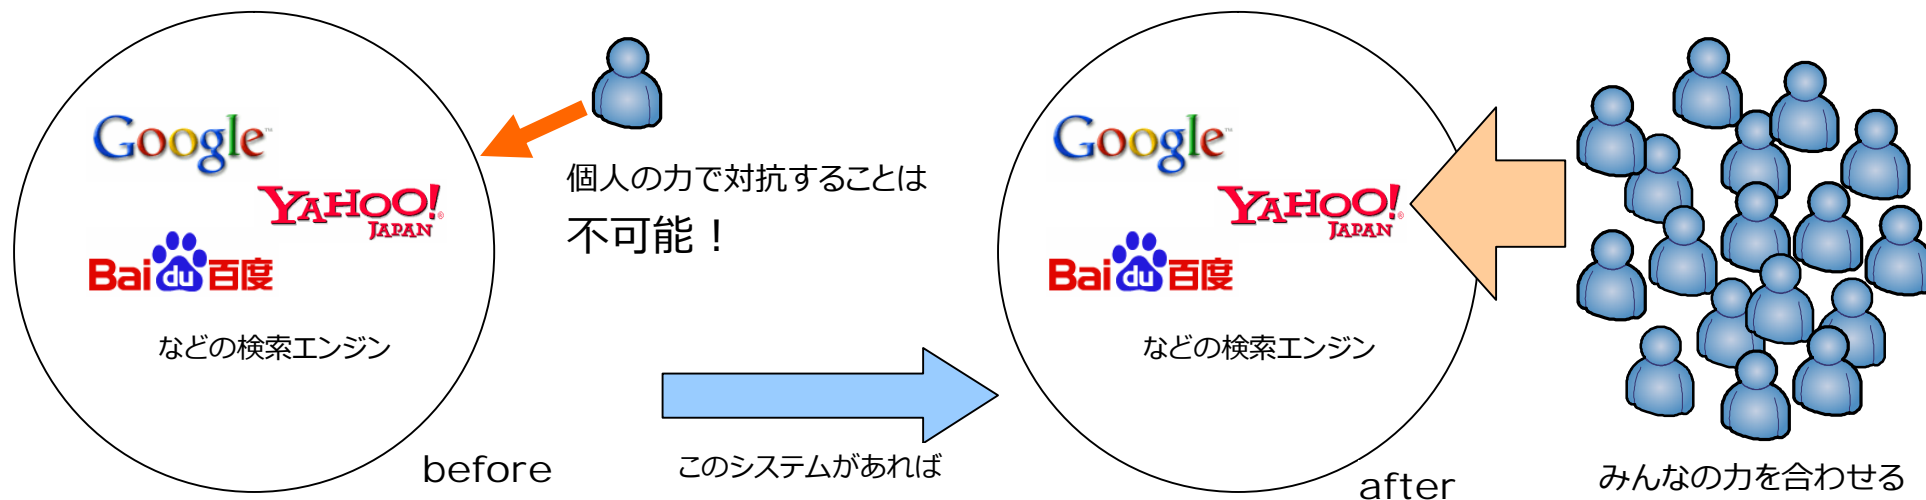 Google™
YAHOO!®
JAPAN
Baidu百度
などの検索エンジン
before
個人の力で対抗することは
不可能！
このシステムがあれば
Google™
YAHOO!®
JAPAN
Baidu百度
などの検索エンジン
after
みんなの力を合わせる